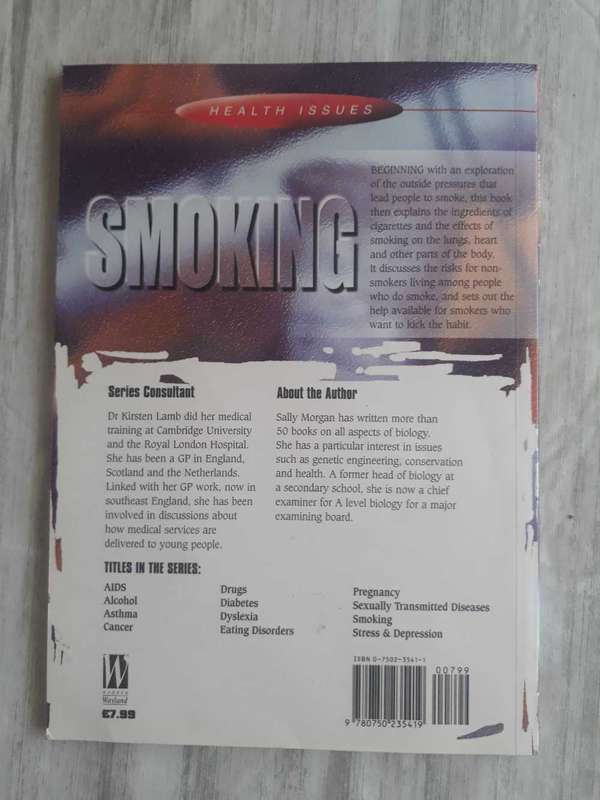 HEALTH ISSUES
SMOKING
BEGINNING with an exploration
of the outside pressures that
lead people to smoke, this book
then explains the ingredients of
cigarettes and the effects of
smoking on the lungs, heart
and other parts of the body.
It discusses the risks for non-
smokers living among people
who do smoke, and sets out the
help available for smokers who
want to kick the habit.
Series Consultant
Dr Kirsten Lamb did her medical
training at Cambridge University
and the Royal London Hospital.
She has been a GP in England,
Scotland and the Netherlands.
Linked with her GP work, now in
southeast England, she has been
involved in discussions about
how medical services are
delivered to young people.
About the Author
Sally Morgan has written more than
50 books on all aspects of biology.
She has a particular interest in issues
such as genetic engineering, conservation
and health. A former head of biology at
a secondary school, she is now a chief
examiner for A level biology for a major
examining board.
TITLES IN THE SERIES:
AIDS
Alcohol
Asthma
Cancer
Drugs
Diabetes
Dyslexia
Eating Disorders
Pregnancy
Sexually Transmitted Diseases
Smoking
Stress & Depression
W
HODDER
Wayland
£7.99
ISBN 0-7502-3541-1
00799
9 780750 235419